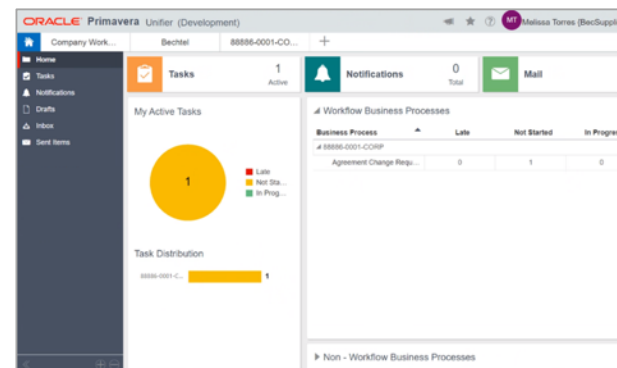 ORACLE Primavera Unifier (Development)
MT Melissa Torres (BecSuppli
Company Work... Bechtel 88886-0001-CO...
Home
Tasks
Notifications
Drafts
Inbox
Sent Items
Tasks 1 Active
Notifications 0 Total
Mail
My Active Tasks
1
Late
Not Sta...
In Prog...
Task Distribution
88886-0001-C... 1
Workflow Business Processes
Business Process Late Not Started In Progres
88886-0001-CORP
Agreement Change Requ... 0 1 0
Non - Workflow Business Processes